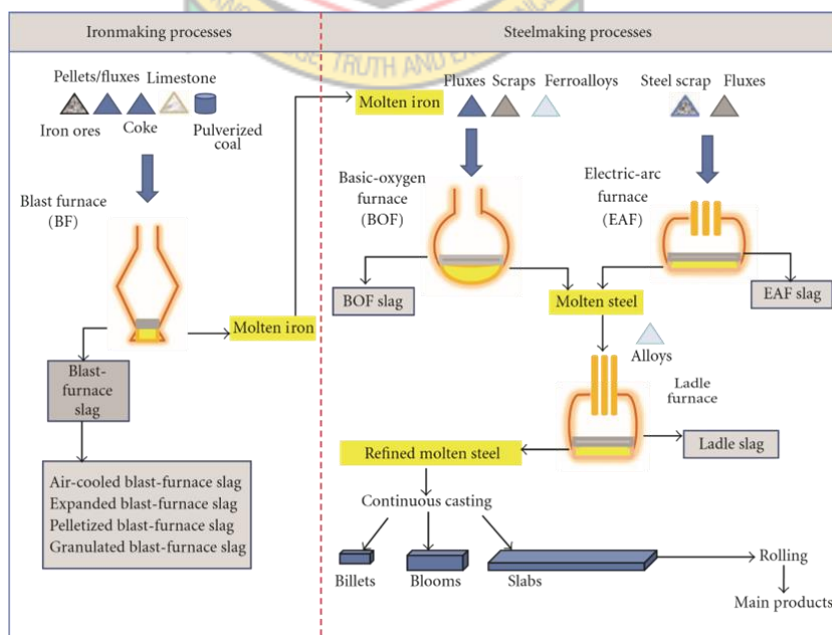 Ironmaking processes
Pellets/fluxes Limestone
Iron ores
Coke
Pulverized
coal
Blast furnace
(BF)
Molten iron
Blast-
furnace
slag
Air-cooled blast-furnace slag
Expanded blast-furnace slag
Pelletized blast-furnace slag
Granulated blast-furnace slag
Steelmaking processes
TRUTH AND
Molten iron
Fluxes Scraps Ferroalloys
Steel scrap Fluxes
Basic-oxygen
furnace
(BOF)
Electric-arc
furnace
(EAF)
BOF slag
Molten steel
EAF slag
Alloys
Ladle
furnace
Refined molten steel
Ladle slag
Continuous casting
Billets
Blooms
Slabs
Rolling
Main products